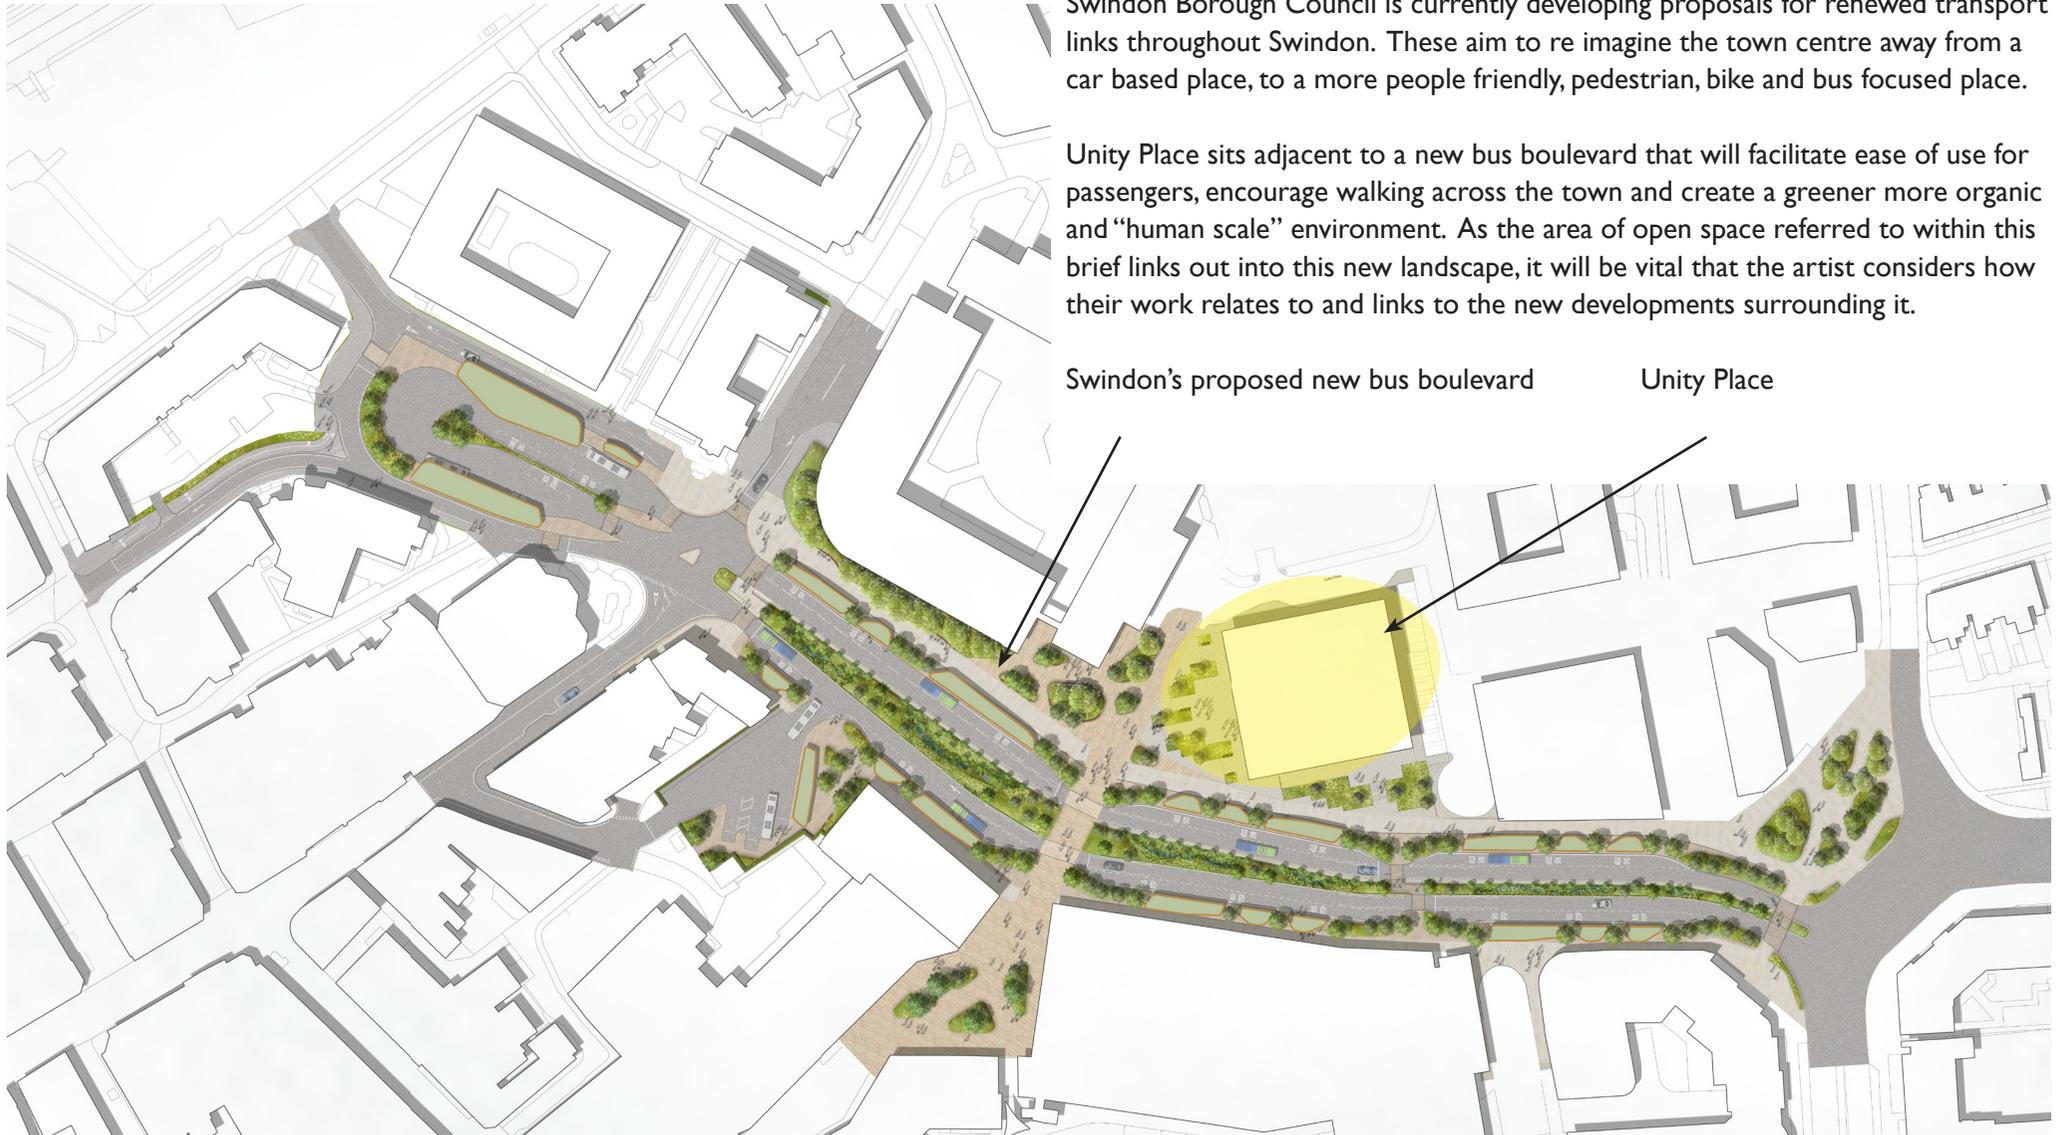 Swindon Borough Council is currently developing proposals for renewed transport
links throughout Swindon. These aim to re imagine the town centre away from a
car based place, to a more people friendly, pedestrian, bike and bus focused place.
Unity Place sits adjacent to a new bus boulevard that will facilitate ease of use for
passengers, encourage walking across the town and create a greener more organic
and “human scale” environment. As the area of open space referred to within this
brief links out into this new landscape, it will be vital that the artist considers how
their work relates to and links to the new developments surrounding it.
Swindon’s proposed new bus boulevard
Unity Place